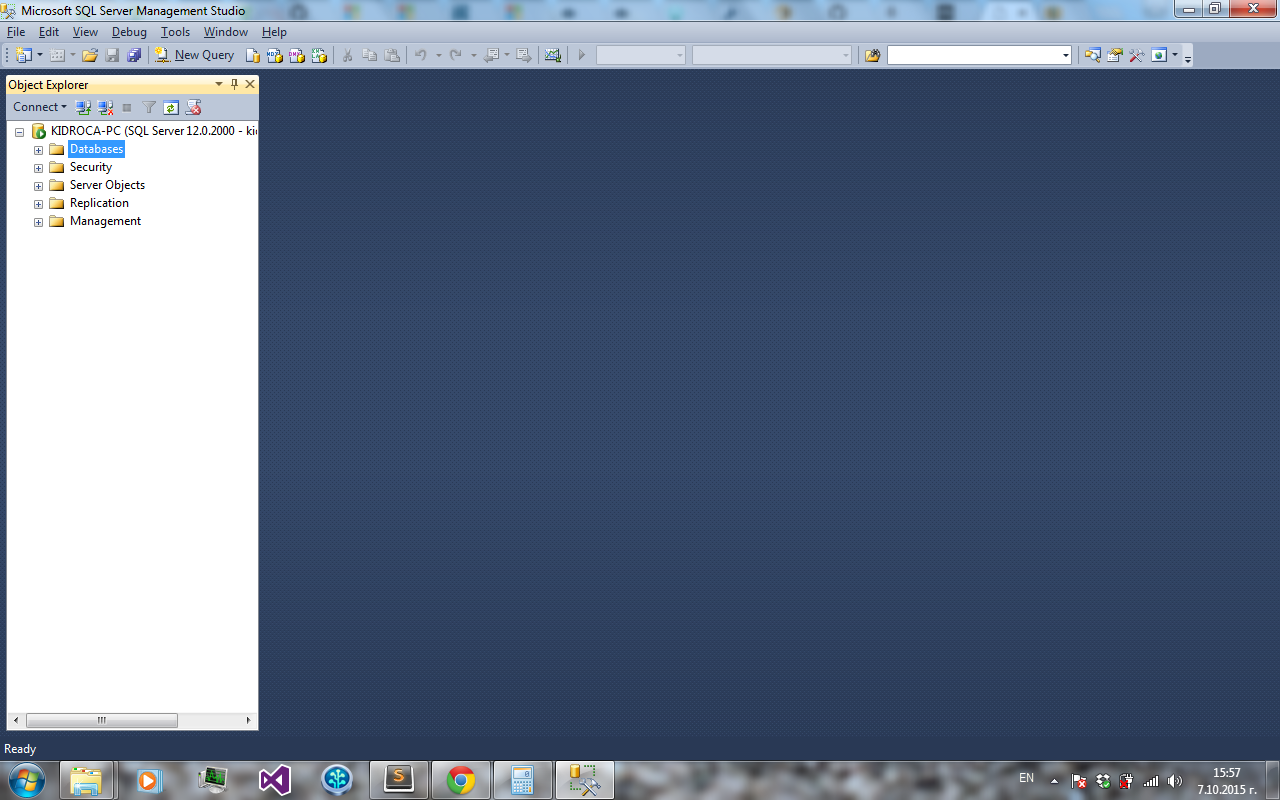 Microsoft SQL Server Management Studio
File Edit View Debug Tools Window Help
New Query
Object Explorer
Connect
KIDROCA-PC (SQL Server 12.0.2000 - ki
Databases
Security
Server Objects
Replication
Management
Ready
EN
15:57
7.10.2015 г.